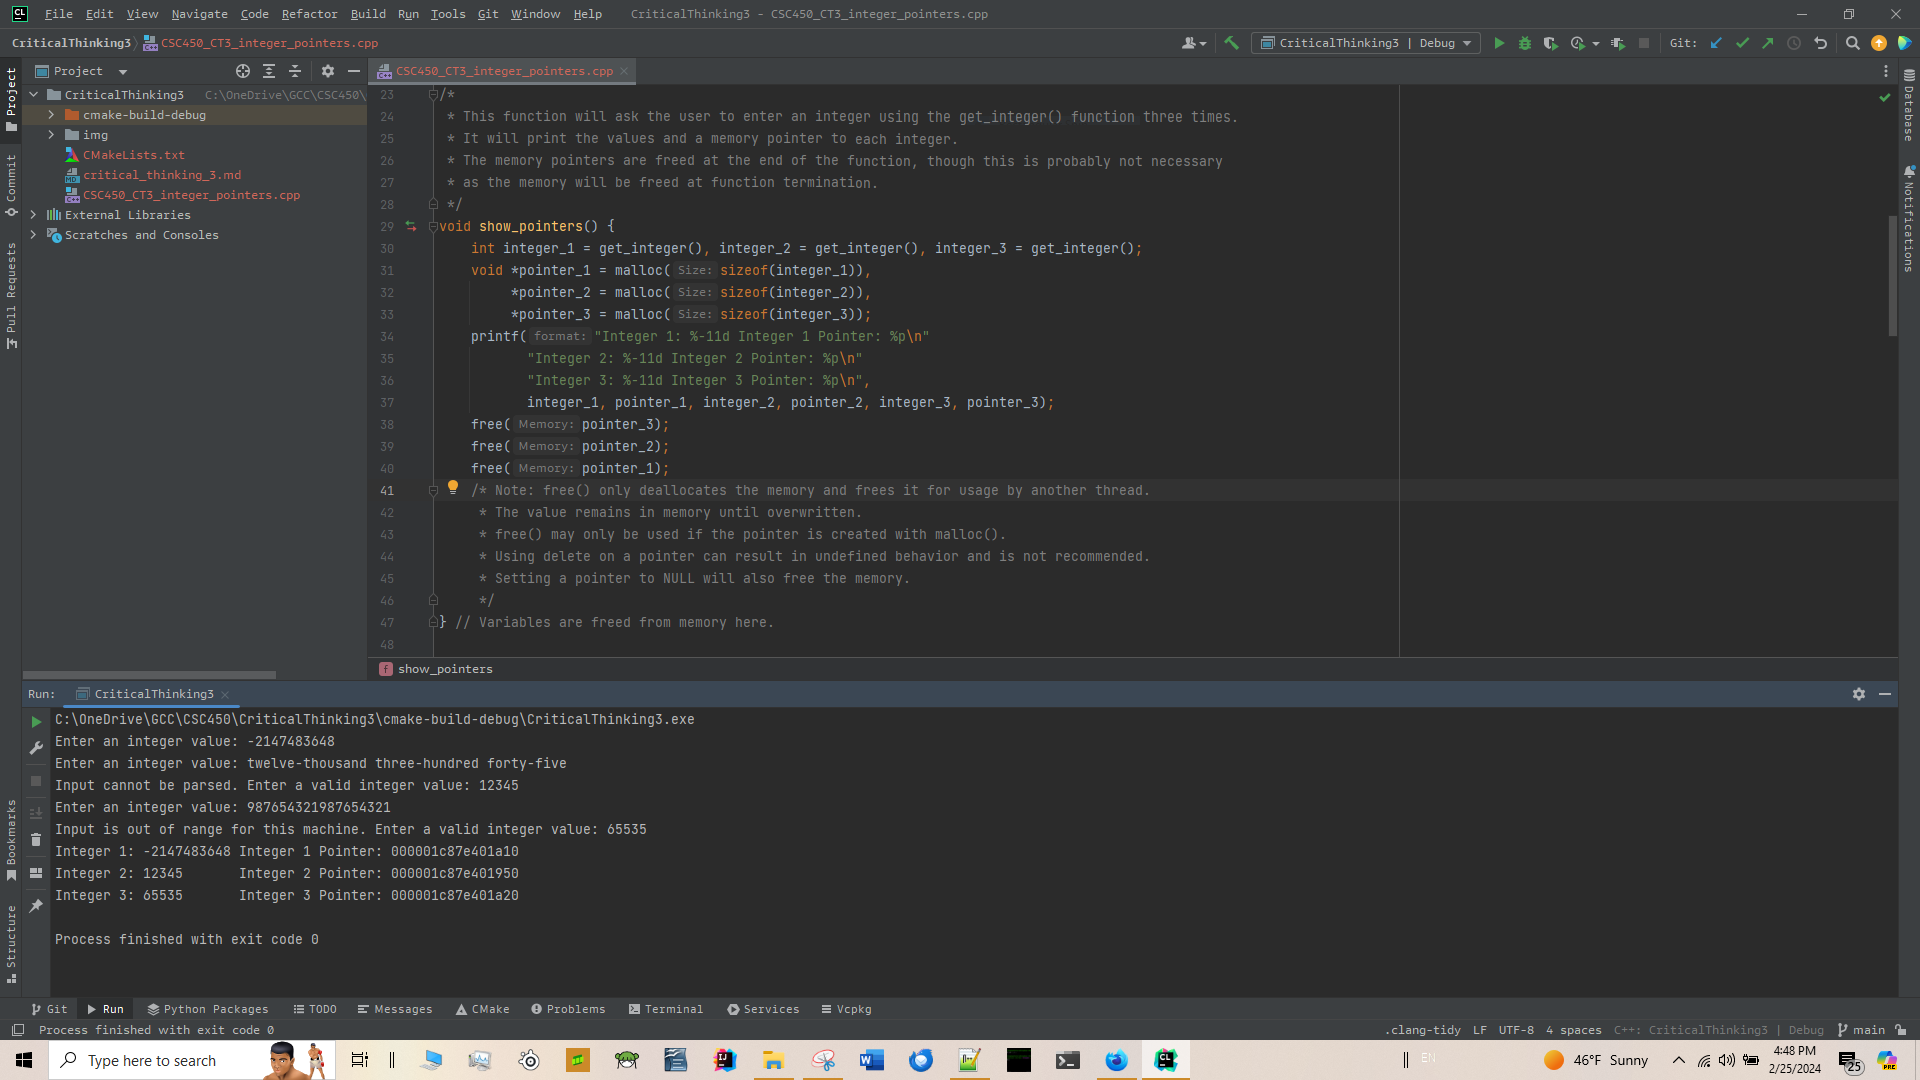 File Edit View Navigate Code Refactor Build Run Tools Git Window Help CriticalThinking3 - CSC450_CT3_integer_pointers.cpp
CriticalThinking3 CSC450_CT3_integer_pointers.cpp CriticalThinking3 | Debug Git:
Project CSC450_CT3_integer_pointers.cpp
CriticalThinking3 C:\OneDrive\GCC\CSC450\
cmake-build-debug
img
CMakeLists.txt
critical_thinking_3.md
CSC450_CT3_integer_pointers.cpp
External Libraries
Scratches and Consoles
Project
Commit
Pull Requests
Bookmarks
Structure
Database
Notifications
23 /*
24 * This function will ask the user to enter an integer using the get_integer() function three times.
25 * It will print the values and a memory pointer to each integer.
26 * The memory pointers are freed at the end of the function, though this is probably not necessary
27 * as the memory will be freed at function termination.
28 */
29 void show_pointers() {
30 int integer_1 = get_integer(), integer_2 = get_integer(), integer_3 = get_integer();
31 void *pointer_1 = malloc( Size: sizeof(integer_1)),
32 *pointer_2 = malloc( Size: sizeof(integer_2)),
33 *pointer_3 = malloc( Size: sizeof(integer_3));
34 printf( format: "Integer 1: %-11d Integer 1 Pointer: %p\n"
35 "Integer 2: %-11d Integer 2 Pointer: %p\n"
36 "Integer 3: %-11d Integer 3 Pointer: %p\n",
37 integer_1, pointer_1, integer_2, pointer_2, integer_3, pointer_3);
38 free( Memory: pointer_3);
39 free( Memory: pointer_2);
40 free( Memory: pointer_1);
41 /* Note: free() only deallocates the memory and frees it for usage by another thread.
42 * The value remains in memory until overwritten.
43 * free() may only be used if the pointer is created with malloc().
44 * Using delete on a pointer can result in undefined behavior and is not recommended.
45 * Setting a pointer to NULL will also free the memory.
46 */
47 } // Variables are freed from memory here.
48
f show_pointers
Run: CriticalThinking3
C:\OneDrive\GCC\CSC450\CriticalThinking3\cmake-build-debug\CriticalThinking3.exe
Enter an integer value: -2147483648
Enter an integer value: twelve-thousand three-hundred forty-five
Input cannot be parsed. Enter a valid integer value: 12345
Enter an integer value: 987654321987654321
Input is out of range for this machine. Enter a valid integer value: 65535
Integer 1: -2147483648 Integer 1 Pointer: 000001c87e401a10
Integer 2: 12345 Integer 2 Pointer: 000001c87e401950
Integer 3: 65535 Integer 3 Pointer: 000001c87e401a20
Process finished with exit code 0
Git Run Python Packages TODO Messages CMake Problems Terminal Services Vcpkg
Process finished with exit code 0 .clang-tidy LF UTF-8 4 spaces C++: CriticalThinking3 | Debug main
Type here to search EN 46°F Sunny 4:48 PM
2/25/2024 25